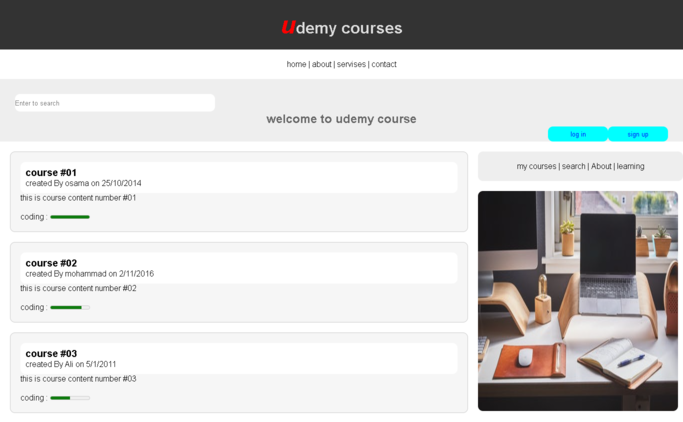 udemy courses
home | about | servises | contact
Enter to search
welcome to udemy course
log in
sign up
course #01
created By osama on 25/10/2014
this is course content number #01
coding :
course #02
created By mohammad on 2/11/2016
this is course content number #02
coding :
course #03
created By Ali on 5/1/2011
this is course content number #03
coding :
my courses | search | About | learning